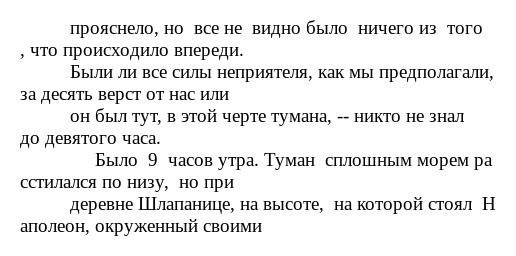 прояснело, но  все не  видно было  ничего из  того
, что происходило впереди.
Были ли все силы неприятеля, как мы предполагали,
за десять верст от нас или
он был тут, в этой черте тумана, -- никто не знал
до девятого часа.
Было  9  часов утра. Туман  сплошным морем ра
сстилался по низу,  но при
деревне Шлапанице, на высоте,  на которой стоял  Н
аполеон, окруженный своими